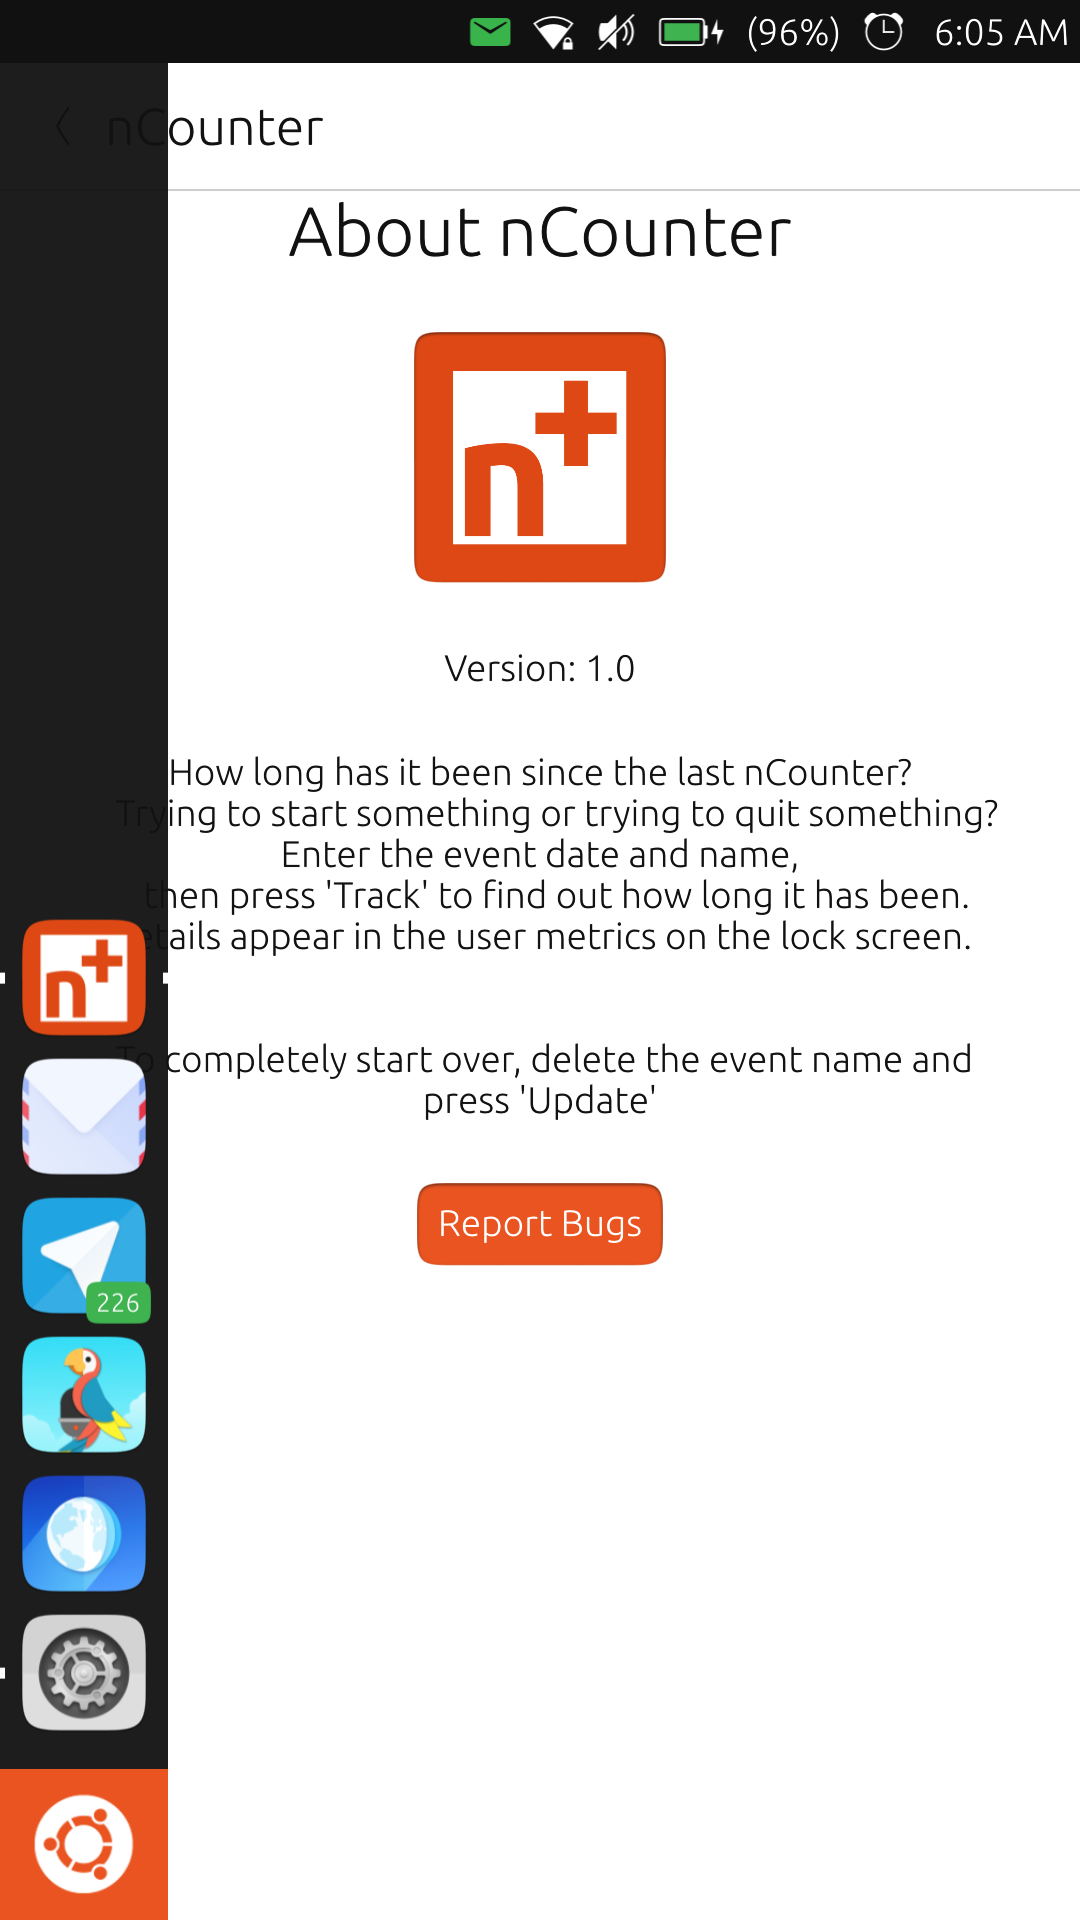 (96%) 6:05 AM
nCounter
About nCounter
n+
Version: 1.0
How long has it been since the last nCounter?
Trying to start something or trying to quit something?
Enter the event date and name,
then press 'Track' to find out how long it has been.
etails appear in the user metrics on the lock screen.
n+
To completely start over, delete the event name and
press 'Update'
Report Bugs
226